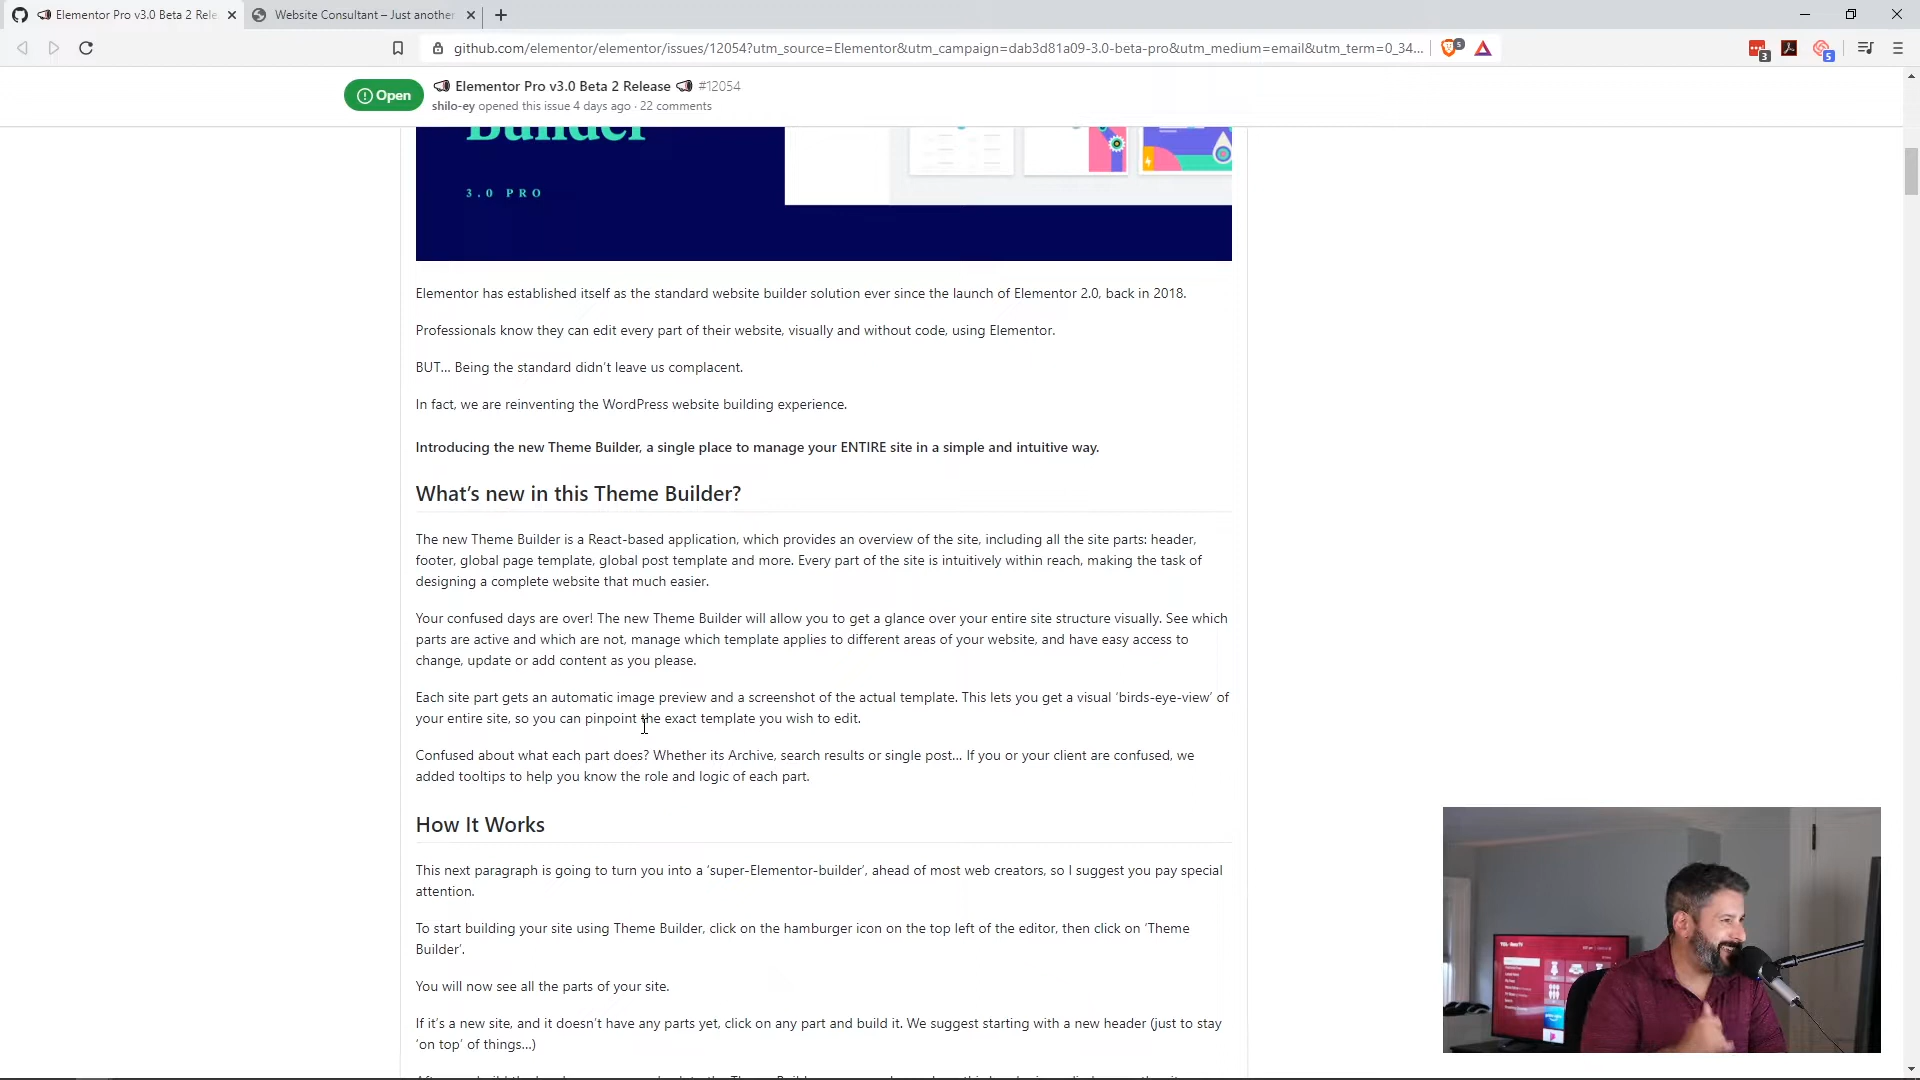 Elementor Pro v3.0 Beta 2 Rele
Website Consultant – Just another
github.com/elementor/elementor/issues/12054?utm_source=Elementor&utm_campaign=dab3d81a09-3.0-beta-pro&utm_medium=email&utm_term=0_34...
5
3
5
Open
Elementor Pro v3.0 Beta 2 Release #12054
shilo-ey opened this issue 4 days ago · 22 comments
Builder
3.0 PRO
Elementor has established itself as the standard website builder solution ever since the launch of Elementor 2.0, back in 2018.
Professionals know they can edit every part of their website, visually and without code, using Elementor.
BUT... Being the standard didn’t leave us complacent.
In fact, we are reinventing the WordPress website building experience.
Introducing the new Theme Builder, a single place to manage your ENTIRE site in a simple and intuitive way.
What’s new in this Theme Builder?
The new Theme Builder is a React-based application, which provides an overview of the site, including all the site parts: header,
footer, global page template, global post template and more. Every part of the site is intuitively within reach, making the task of
designing a complete website that much easier.
Your confused days are over! The new Theme Builder will allow you to get a glance over your entire site structure visually. See which
parts are active and which are not, manage which template applies to different areas of your website, and have easy access to
change, update or add content as you please.
Each site part gets an automatic image preview and a screenshot of the actual template. This lets you get a visual ‘birds-eye-view’ of
your entire site, so you can pinpoint the exact template you wish to edit.
Confused about what each part does? Whether its Archive, search results or single post... If you or your client are confused, we
added tooltips to help you know the role and logic of each part.
How It Works
This next paragraph is going to turn you into a ‘super-Elementor-builder’, ahead of most web creators, so I suggest you pay special
attention.
To start building your site using Theme Builder, click on the hamburger icon on the top left of the editor, then click on ‘Theme
Builder’.
You will now see all the parts of your site.
If it’s a new site, and it doesn’t have any parts yet, click on any part and build it. We suggest starting with a new header (just to stay
‘on top’ of things...)